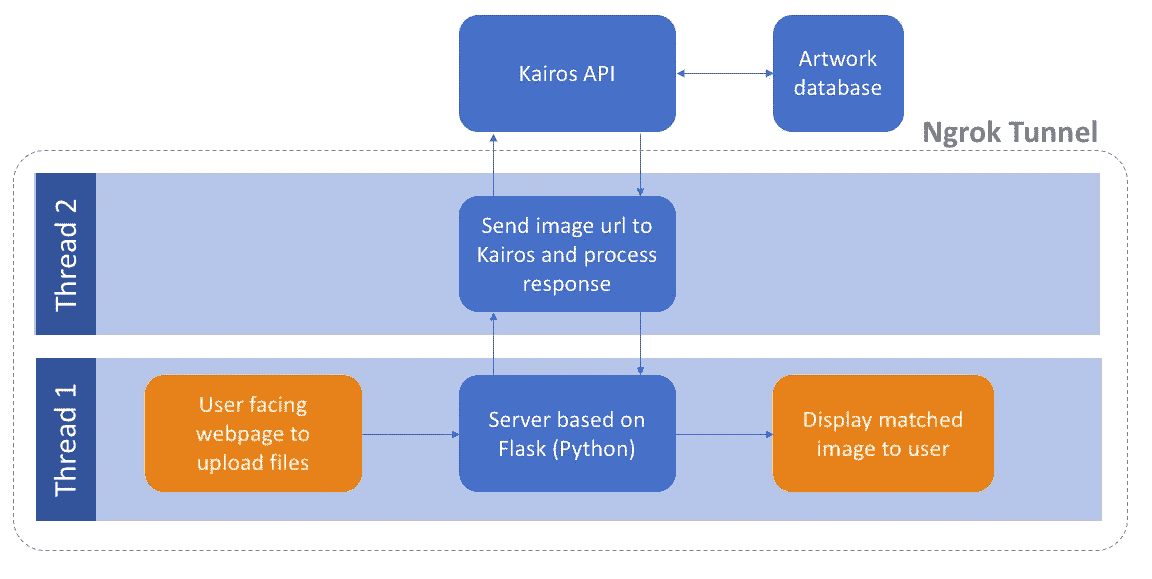 Kairos API
Artwork
database
Ngrok Tunnel
Thread 2
Send image url to
Kairos and process
response
Thread 1
User facing
webpage to
upload files
Server based on
Flask (Python)
Display matched
image to user